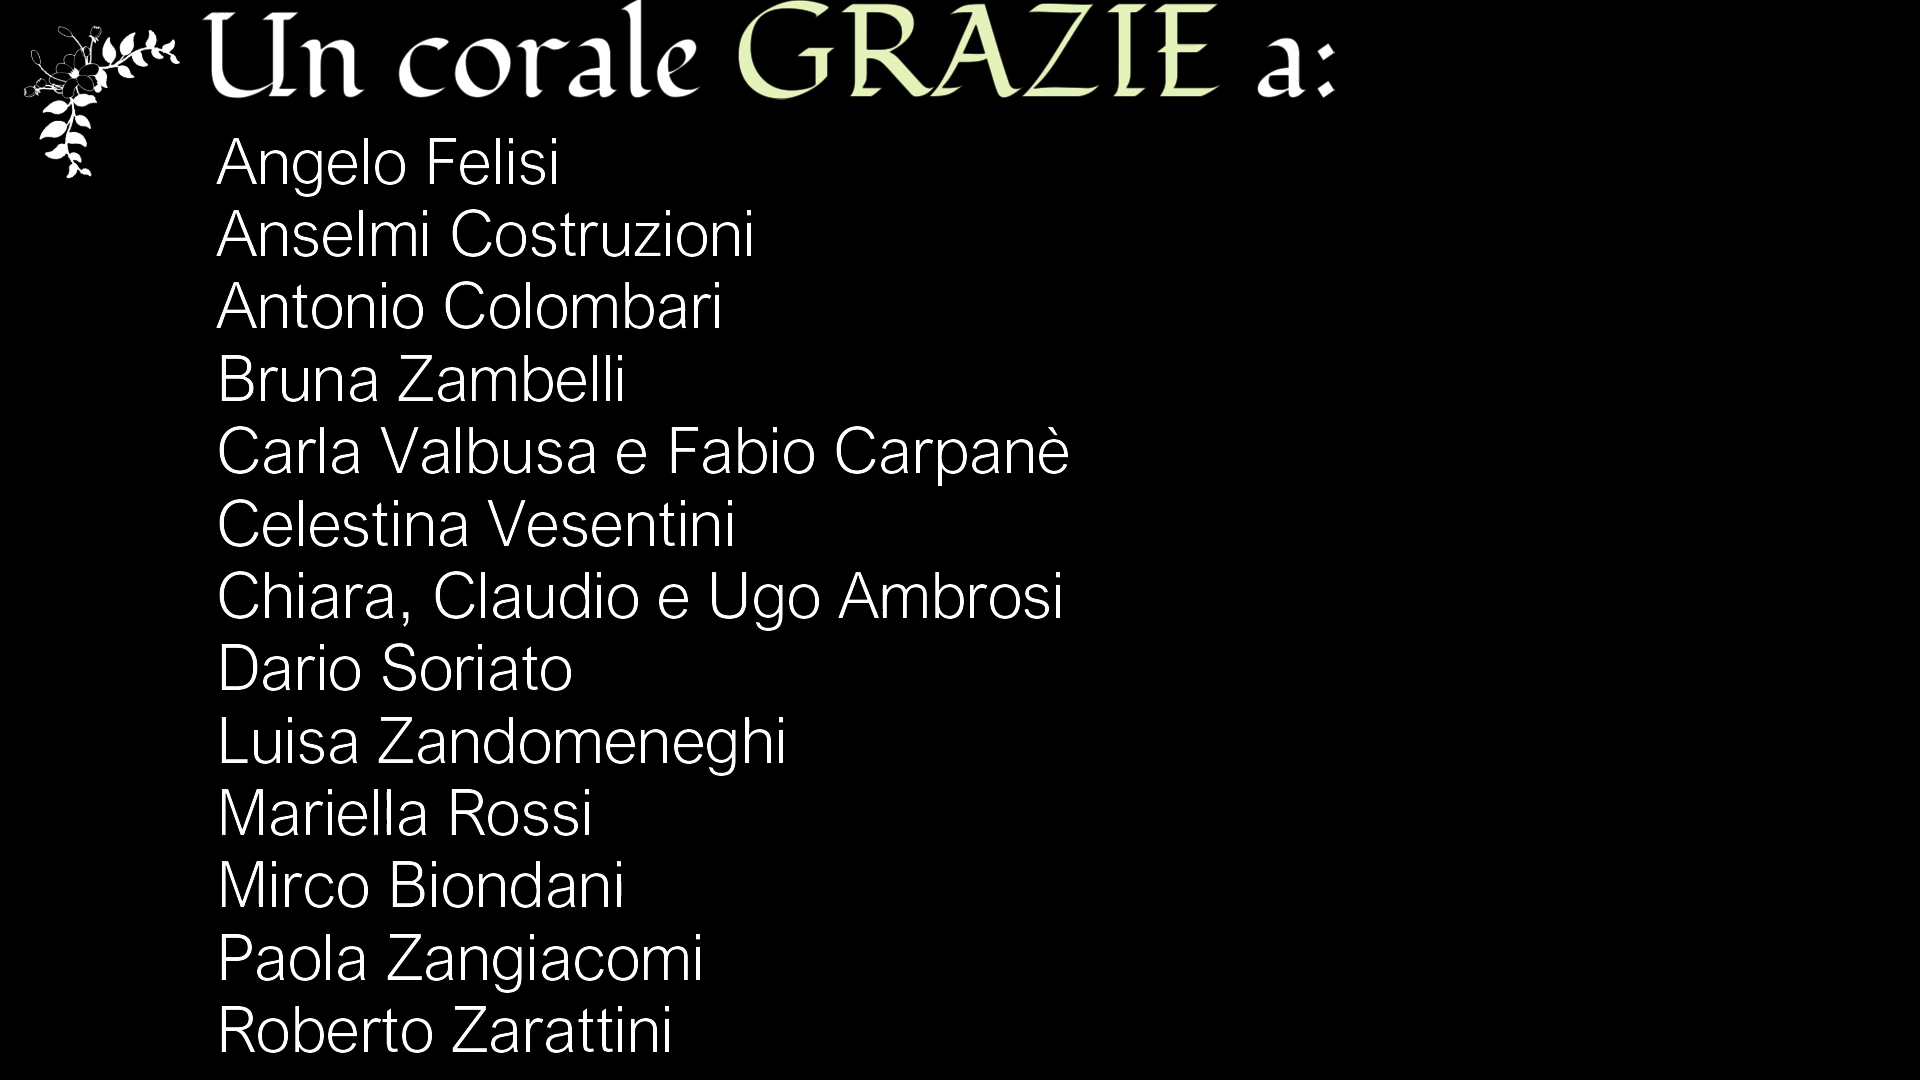 Un corale GRAZIE a:
Angelo Felisi
Anselmi Costruzioni
Antonio Colombari
Bruna Zambelli
Carla Valbusa e Fabio Carpanè
Celestina Vesentini
Chiara, Claudio e Ugo Ambrosi
Dario Soriato
Luisa Zandomeneghi
Mariella Rossi
Mirco Biondani
Paola Zangiacomi
Roberto Zarattini